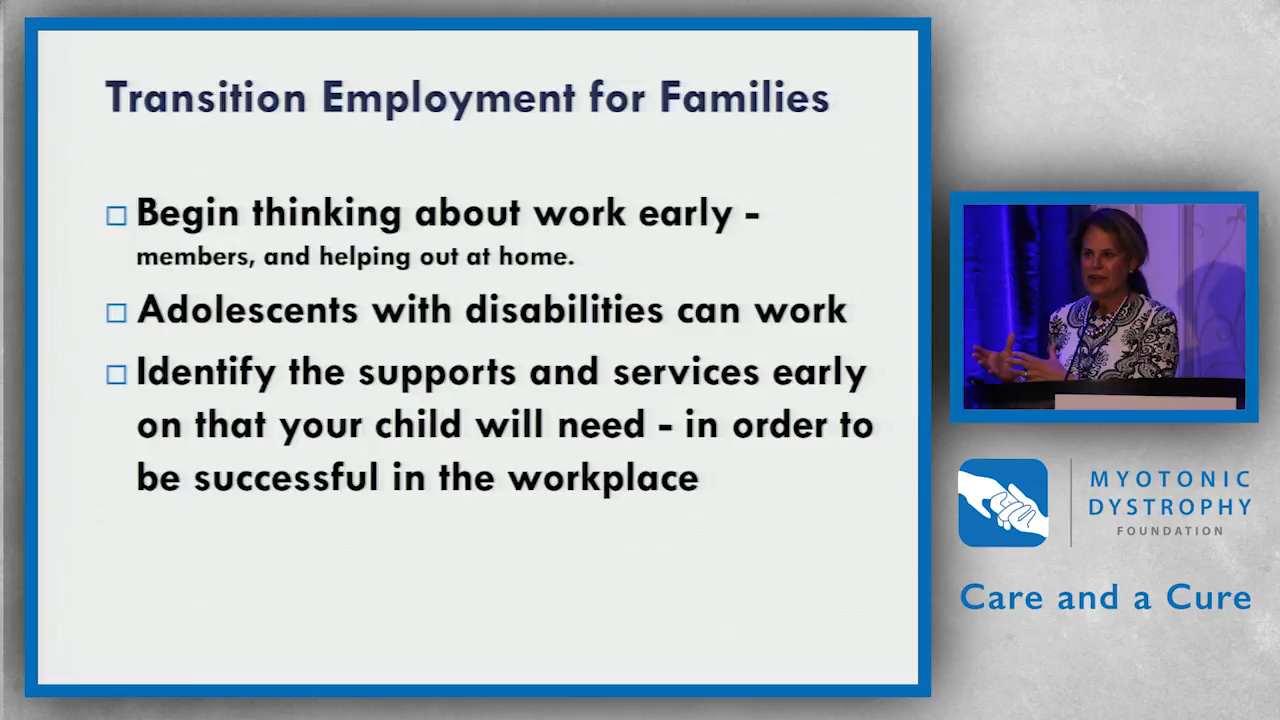 Transition Employment for Families
Begin thinking about work early -
members, and helping out at home.
Adolescents with disabilities can work
Identify the supports and services early
on that your child will need - in order to
be successful in the workplace
MYOTONIC
DYSTROPHY
FOUNDATION
Care and a Cure